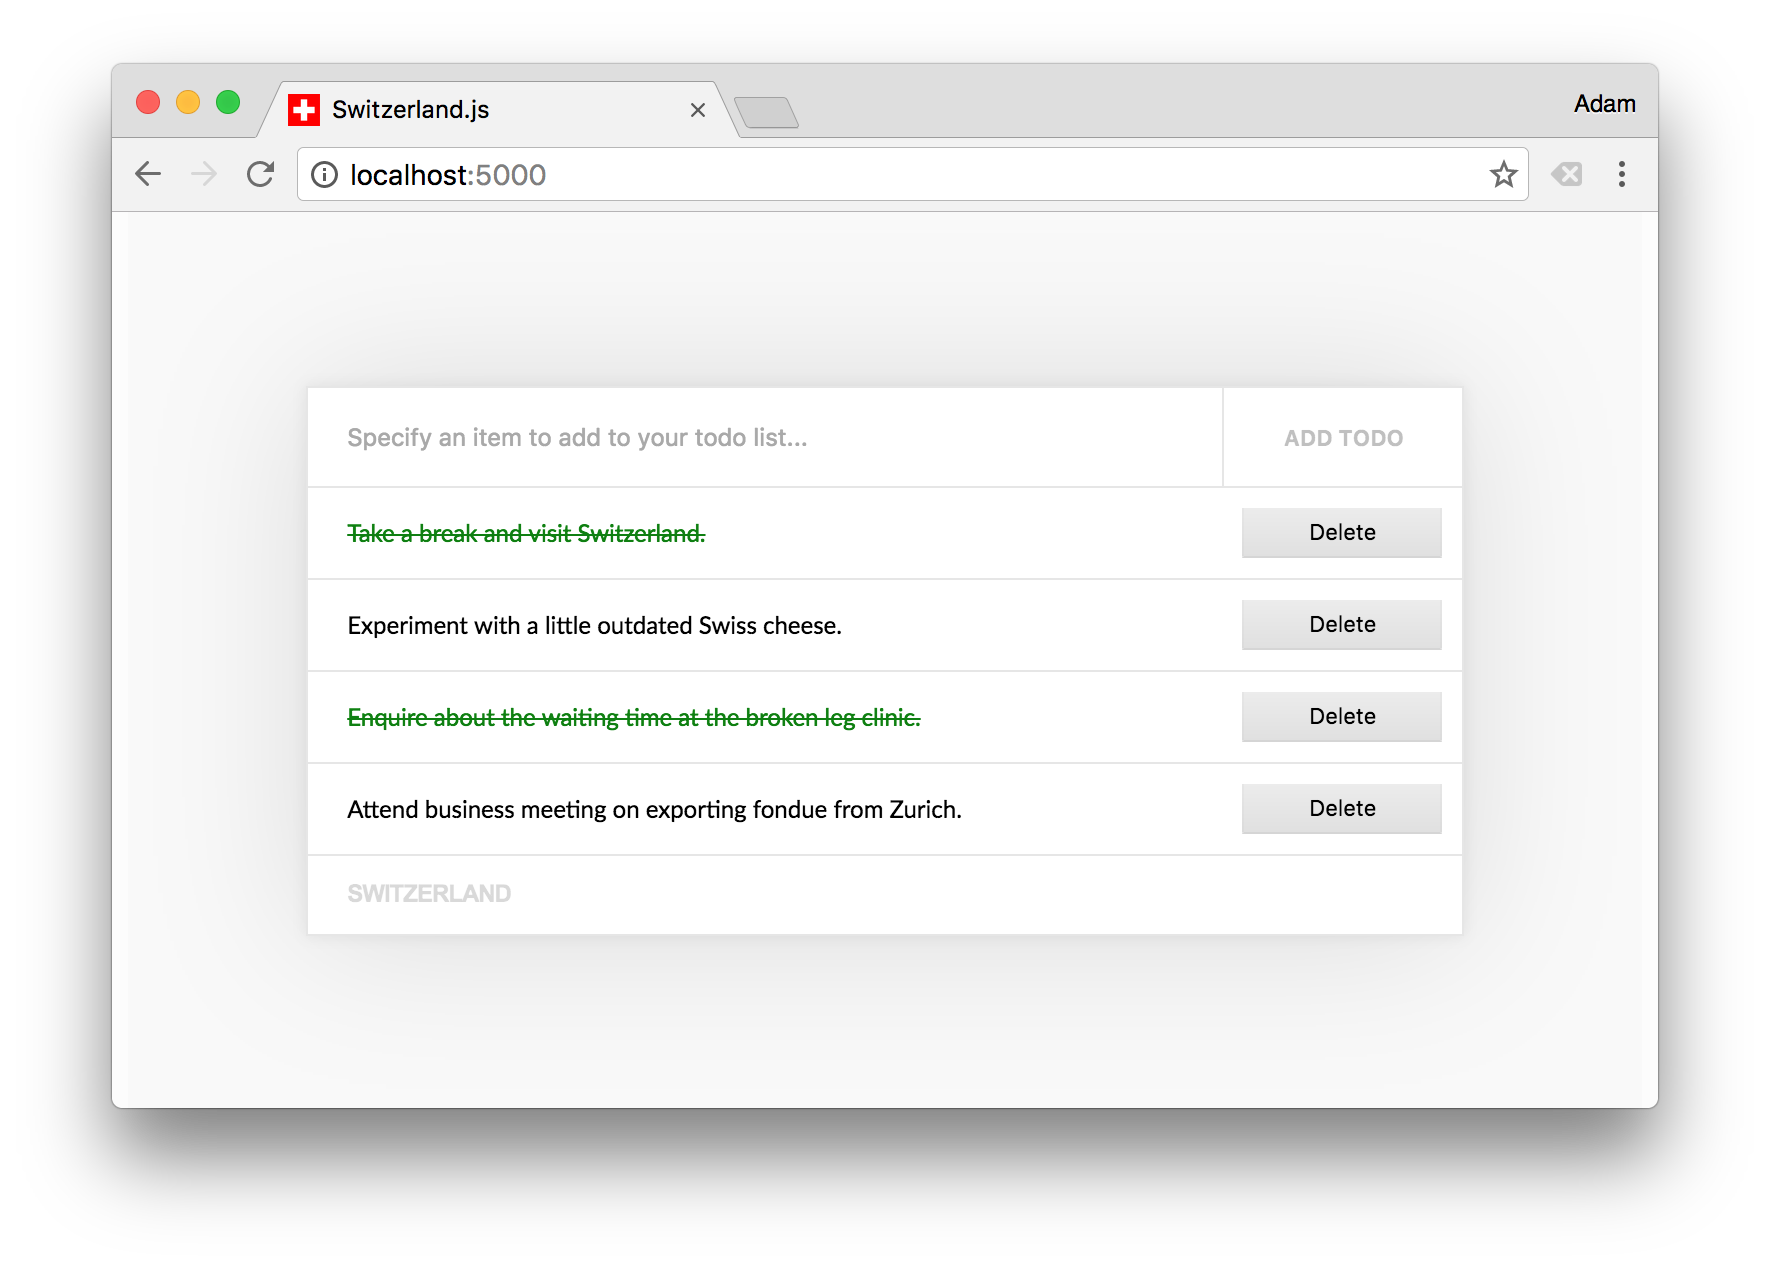 Switzerland.js
Adam
localhost:5000
Specify an item to add to your todo list...
ADD TODO
Take a break and visit Switzerland.
Delete
Experiment with a little outdated Swiss cheese.
Delete
Enquire about the waiting time at the broken leg clinic.
Delete
Attend business meeting on exporting fondue from Zurich.
Delete
SWITZERLAND